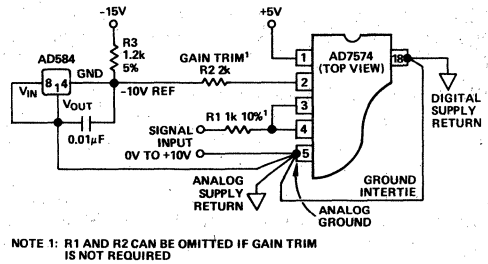 -15V
+5V
R3
1.2k
5%
AD584
GND
8 1 4
VIN
VOUT
0.01µF
-10V REF
GAIN TRIM¹
R2 2k
R1 1k 10%¹
SIGNAL
INPUT
0V TO +10V
1
2
3
4
5
AD7574
(TOP VIEW)
18
DIGITAL
SUPPLY
RETURN
GROUND
INTERTIE
ANALOG
SUPPLY
RETURN
ANALOG
GROUND
NOTE 1: R1 AND R2 CAN BE OMITTED IF GAIN TRIM
IS NOT REQUIRED